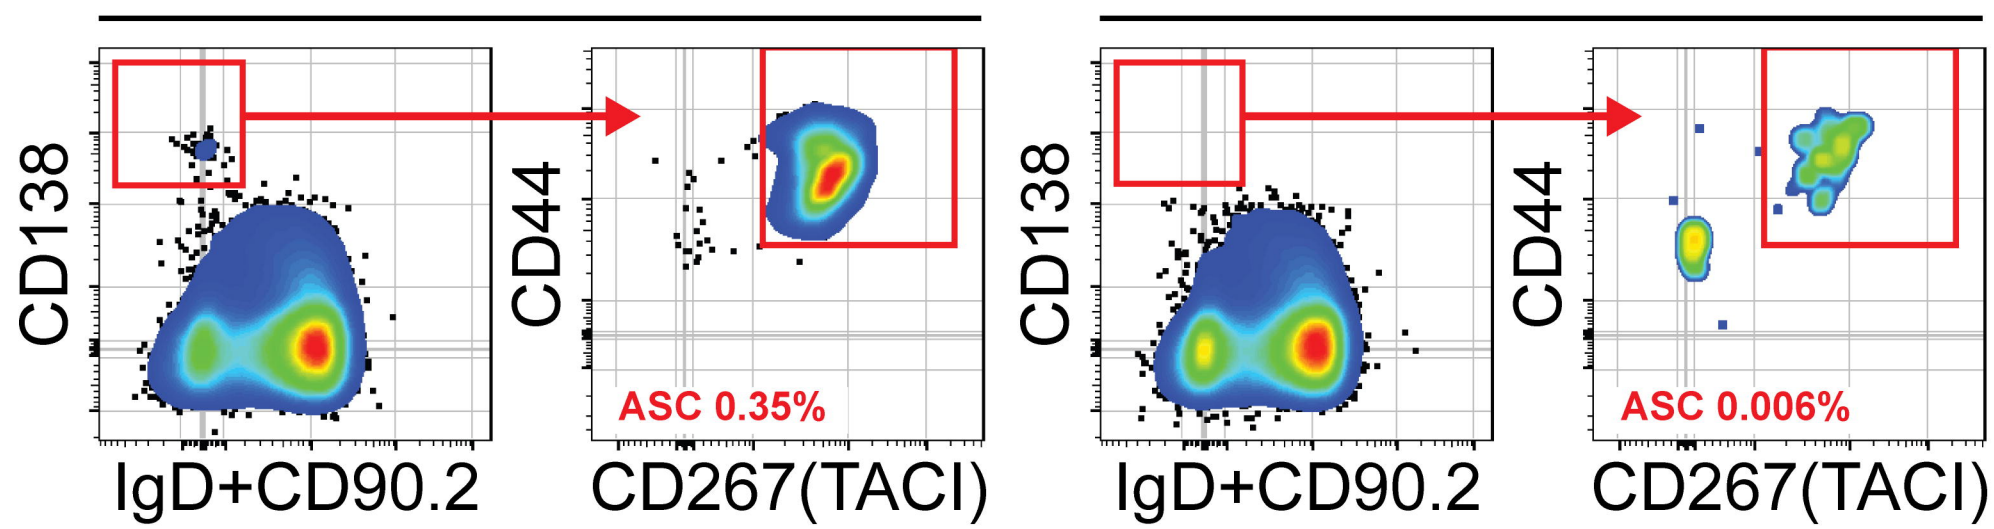 CD138
IgD+CD90.2
CD44
ASC 0.35%
CD267(TACI)
CD138
IgD+CD90.2
CD44
ASC 0.006%
CD267(TACI)